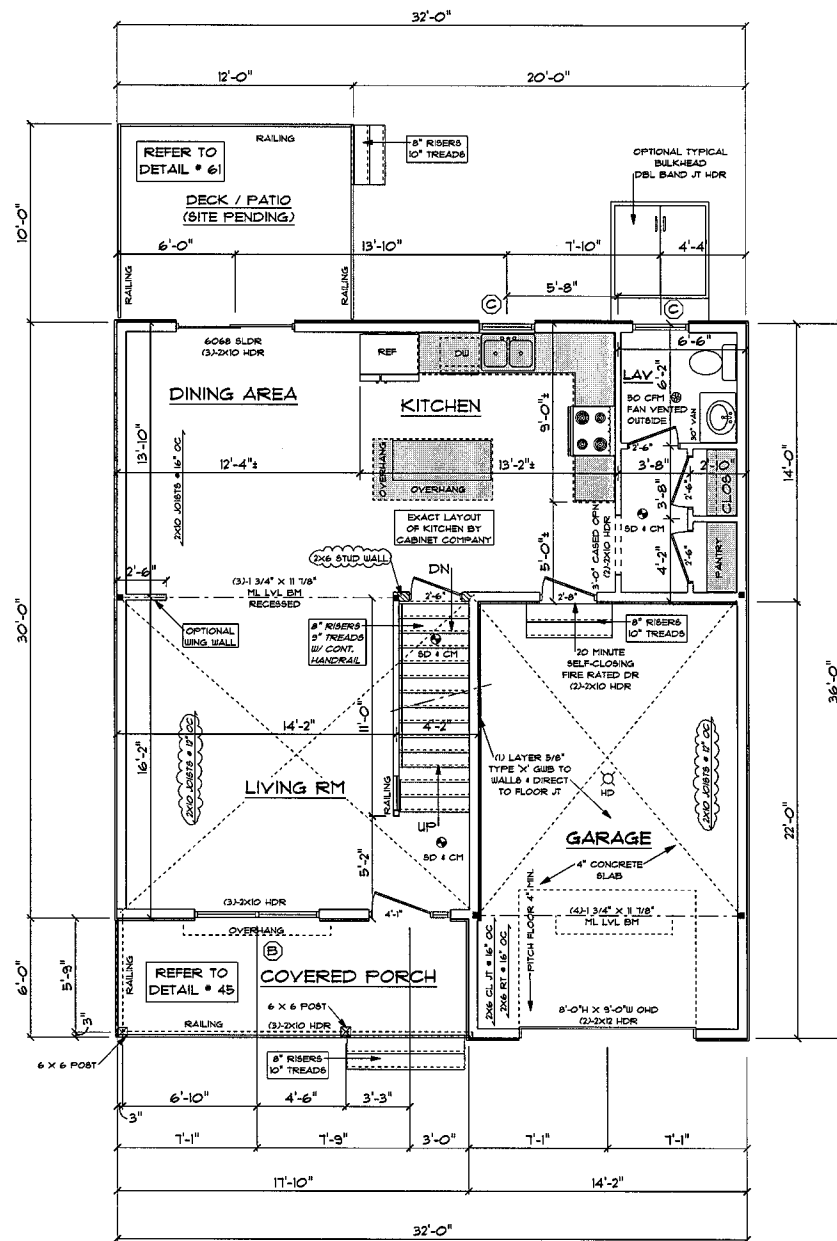 32'-0"
12'-0"
20'-0"
RAILING
REFER TO
DETAIL # 61
8" RISERS
10" TREADS
OPTIONAL TYPICAL
BULKHEAD
DBL BAND JT HDR
DECK / PATIO
(SITE PENDING)
10'-0"
6'-0"
13'-10"
7'-10"
4'-4"
5'-8"
RAILING
RAILING
C
C
6068 SLDR
(3)-2X10 HDR
REF
DW
6'-6"
DINING AREA
KITCHEN
LAV
6'-2"
50 CFM
FAN VENTED
OUTSIDE
30" VAN
9'-0"±
13'-10"
2X10 JOISTS @ 16" OC
12'-4"±
13'-2"±
OVERHANG
OVERHANG
2'-6"
3'-8"
2'-10"
3'-8"
2'-6"
CLOS
14'-0"
EXACT LAYOUT
OF KITCHEN BY
CABINET COMPANY
SD & CM
5'-0"±
3'-0" CASED OPN
(2)-2X10 HDR
4'-2"
2'-6"
PANTRY
2X6 STUD WALL
DN
2'-6"
(3)-1 3/4" X 11 7/8"
ML LVL BM
RECESSED
2'-6"
2'-8"
30'-0"
36'-0"
OPTIONAL
WING WALL
8" RISERS
9" TREADS
W/ CONT.
HANDRAIL
SD & CM
8" RISERS
10" TREADS
20 MINUTE
SELF-CLOSING
FIRE RATED DR
(2)-2X10 HDR
14'-2"
11'-0"
4'-2"
16'-2"
2X10 JOISTS @ 12" OC
(1) LAYER 5/8"
TYPE 'X' GWB TO
WALLS & DIRECT
TO FLOOR JT
HD
2X10 JOISTS @ 12" OC
LIVING RM
RAILING
UP
22'-0"
GARAGE
5'-2"
SD & CM
4" CONCRETE
SLAB
(3)-2X10 HDR
4'-1"
(4)-1 3/4" X 11 7/8"
ML LVL BM
OVERHANG
B
PITCH FLOOR 4" MIN.
2X6 CL JT @ 16" OC
2X6 RT @ 16" OC
6'-0"
5'-9"
3"
RAILING
REFER TO
DETAIL # 45
COVERED PORCH
6 X 6 POST
RAILING
(3)-2X10 HDR
8'-0"H X 9'-0"W OHD
(2)-2X12 HDR
6 X 6 POST
8" RISERS
10" TREADS
6'-10"
4'-6"
3'-3"
3"
7'-1"
7'-9"
3'-0"
7'-1"
7'-1"
17'-10"
14'-2"
32'-0"